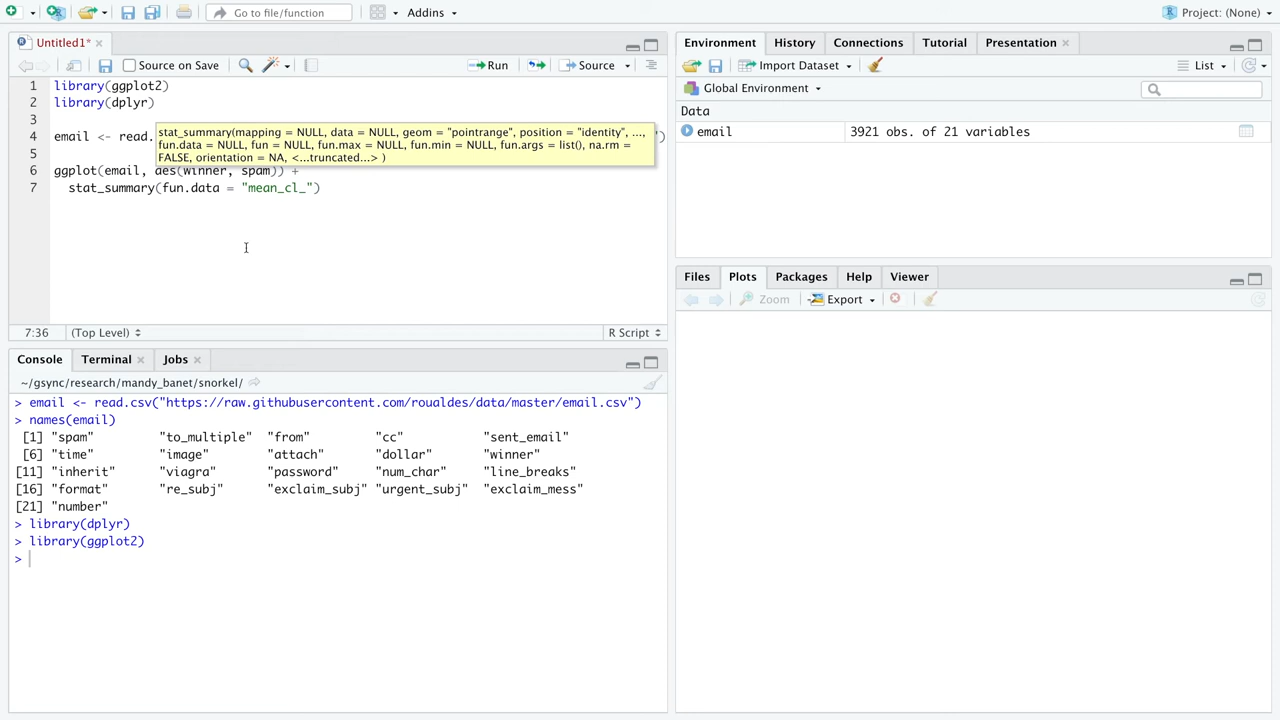 Go to file/function
Addins
Project: (None)
Untitled1*
Source on Save
Run
Source
1 library(ggplot2)
2 library(dplyr)
3
4 email <- read. ")
5
6 ggplot(email, aes(winner, spam)) +
7 stat_summary(fun.data = "mean_cl_")
stat_summary(mapping = NULL, data = NULL, geom = "pointrange", position = "identity", ...,
fun.data = NULL, fun = NULL, fun.max = NULL, fun.min = NULL, fun.args = list(), na.rm =
FALSE, orientation = NA, <...truncated...> )
7:36 (Top Level) R Script
Console Terminal Jobs
~/gsync/research/mandy_banet/snorkel/
> email <- read.csv("https://raw.githubusercontent.com/roualdes/data/master/email.csv")
> names(email)
[1] "spam" "to_multiple" "from" "cc" "sent_email"
[6] "time" "image" "attach" "dollar" "winner"
[11] "inherit" "viagra" "password" "num_char" "line_breaks"
[16] "format" "re_subj" "exclaim_subj" "urgent_subj" "exclaim_mess"
[21] "number"
> library(dplyr)
> library(ggplot2)
>
Environment History Connections Tutorial Presentation
Import Dataset List
Global Environment
Data
email 3921 obs. of 21 variables
Files Plots Packages Help Viewer
Zoom Export